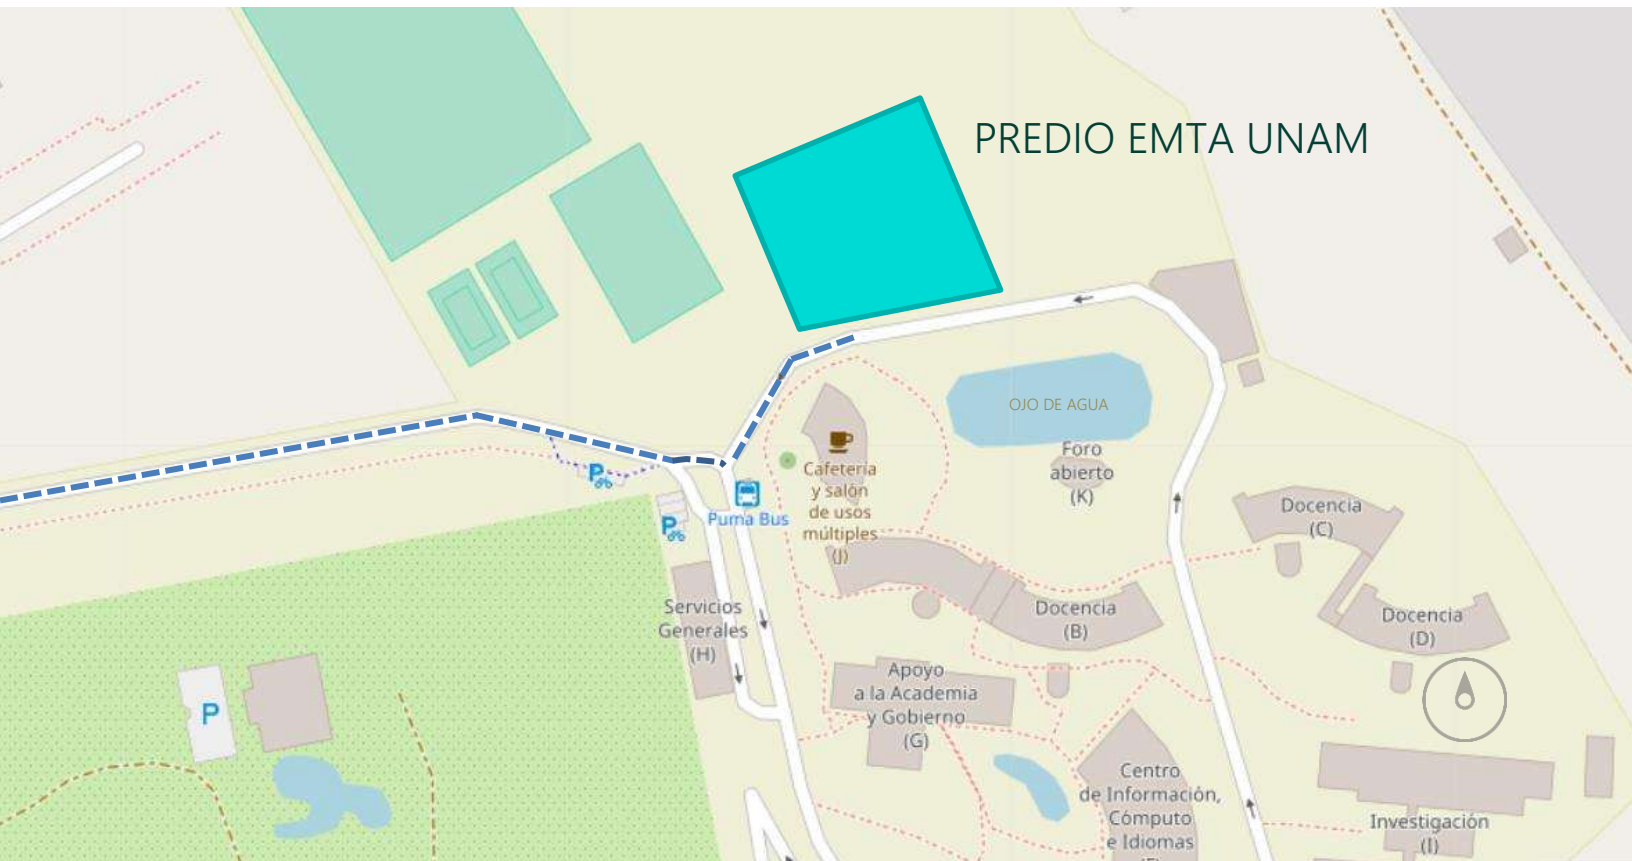 PREDIO EMTA UNAM
OJO DE AGUA
Foro
abierto
(K)
Cafetería
y salón
de usos
múltiples
(J)
P
P
Puma Bus
Docencia
(C)
Servicios
Generales
(H)
Docencia
(B)
Docencia
(D)
Apoyo
a la Academia
y Gobierno
(G)
P
Centro
de Información,
Cómputo
e Idiomas
Investigación
(I)